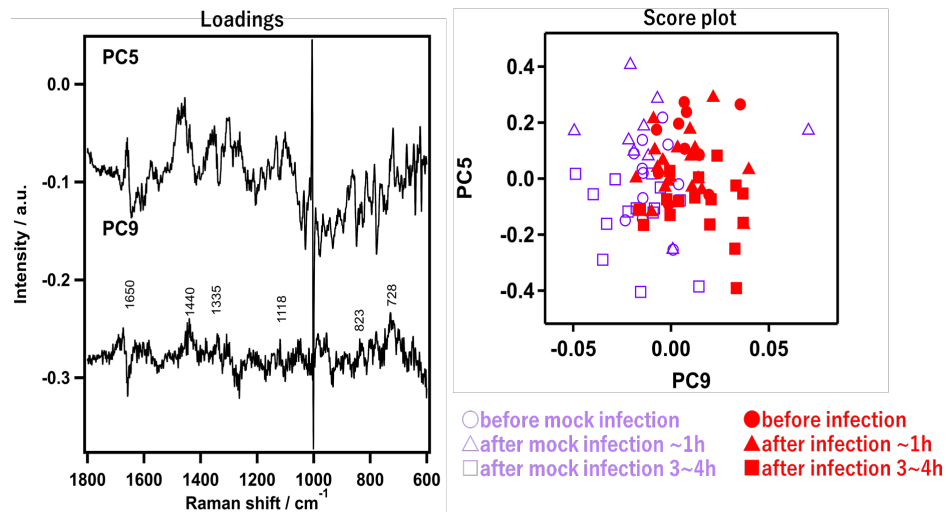 Loadings
PC5
0.0
-0.1
PC9
-0.2
1650
1440
1335
1118
823
728
-0.3
Intensity / a.u.
1800
1600
1400
1200
1000
800
600
Raman shift / cm⁻¹
Score plot
0.4
0.2
0.0
-0.2
-0.4
PC5
-0.05
0.00
0.05
PC9
before mock infection
after mock infection ~1h
after mock infection 3~4h
before infection
after infection ~1h
after infection 3~4h